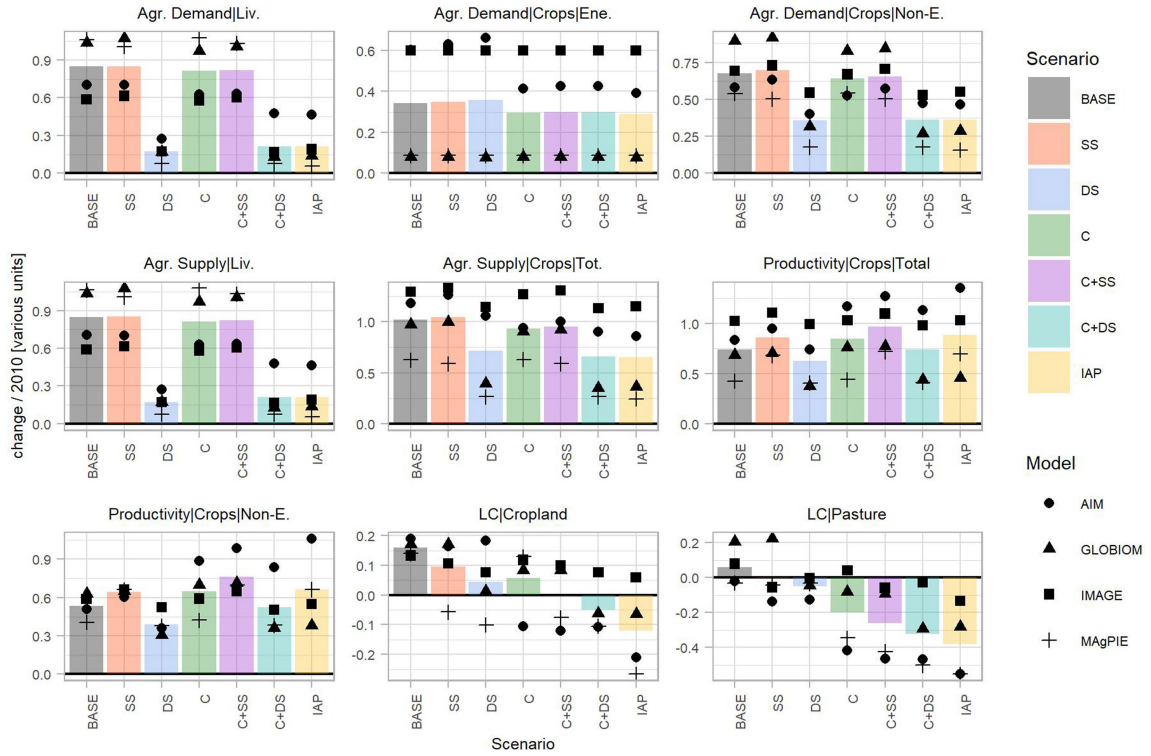 Agr. Demand|Liv.
Agr. Demand|Crops|Ene.
Agr. Demand|Crops|Non-E.
0.9
0.6
0.3
0.0
0.6
0.4
0.2
0.0
0.75
0.50
0.25
0.00
BASE SS DS C C+SS C+DS IAP
BASE SS DS C C+SS C+DS IAP
BASE SS DS C C+SS C+DS IAP
Agr. Supply|Liv.
Agr. Supply|Crops|Tot.
Productivity|Crops|Total
change / 2010 [various units]
0.9
0.6
0.3
0.0
1.0
0.5
0.0
1.0
0.5
0.0
BASE SS DS C C+SS C+DS IAP
BASE SS DS C C+SS C+DS IAP
BASE SS DS C C+SS C+DS IAP
Productivity|Crops|Non-E.
LC|Cropland
LC|Pasture
0.9
0.6
0.3
0.0
0.2
0.1
0.0
-0.1
-0.2
0.2
0.0
-0.2
-0.4
BASE SS DS C C+SS C+DS IAP
BASE SS DS C C+SS C+DS IAP
BASE SS DS C C+SS C+DS IAP
Scenario
Scenario
BASE
SS
DS
C
C+SS
C+DS
IAP
Model
AIM
GLOBIOM
IMAGE
MAgPIE